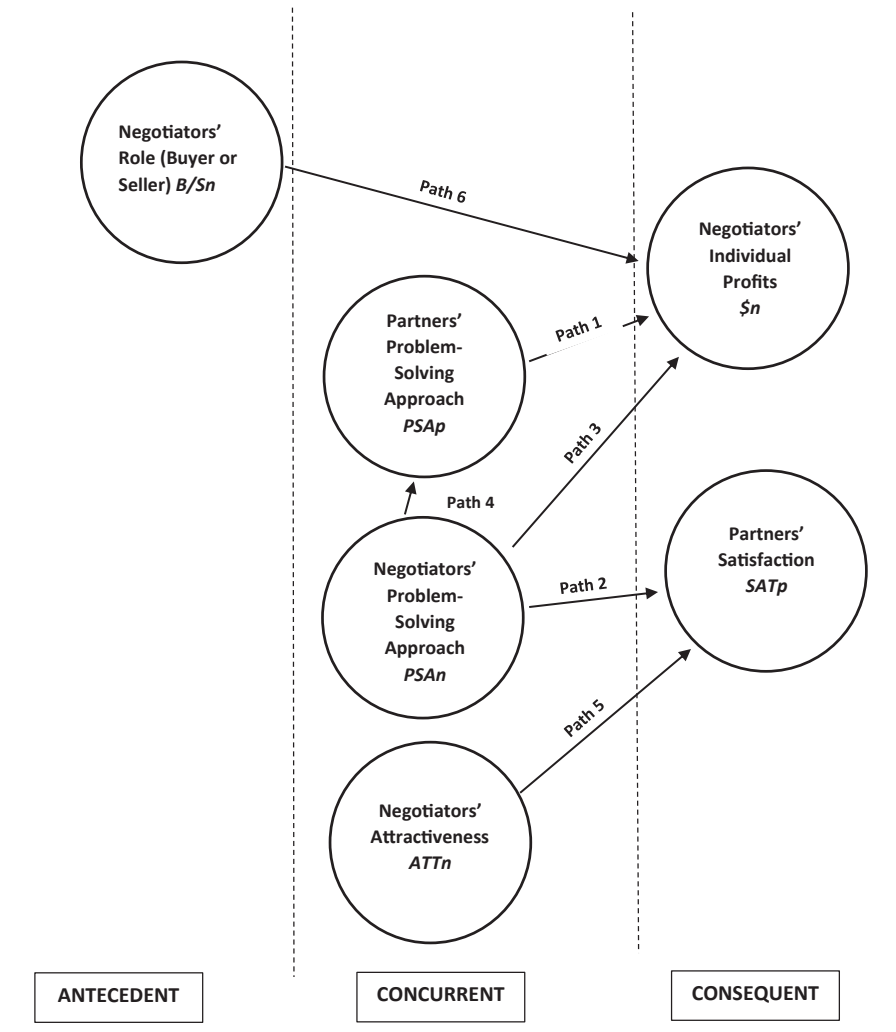 Negotiators'
Role (Buyer or
Seller) B/Sn
Path 6
Negotiators'
Individual
Profits
$n
Partners'
Problem-
Solving
Approach
PSAp
Path 1
Path 3
Path 4
Negotiators'
Problem-
Solving
Approach
PSAn
Path 2
Partners'
Satisfaction
SATp
Path 5
Negotiators'
Attractiveness
ATTn
ANTECEDENT
CONCURRENT
CONSEQUENT